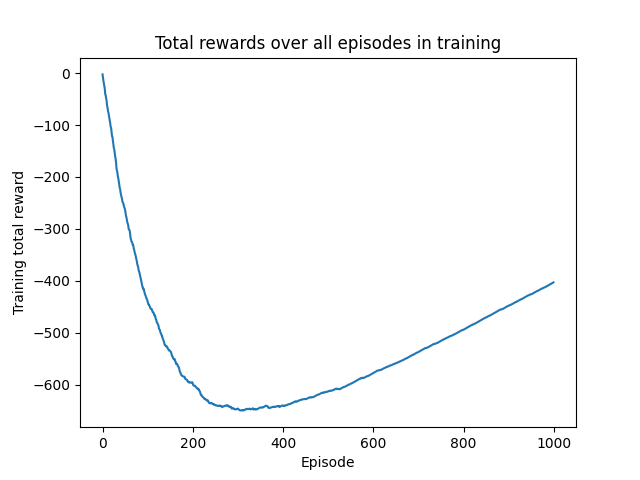 Total rewards over all episodes in training
0
−100
−200
−300
−400
−500
−600
Training total reward
0 200 400 600 800 1000
Episode